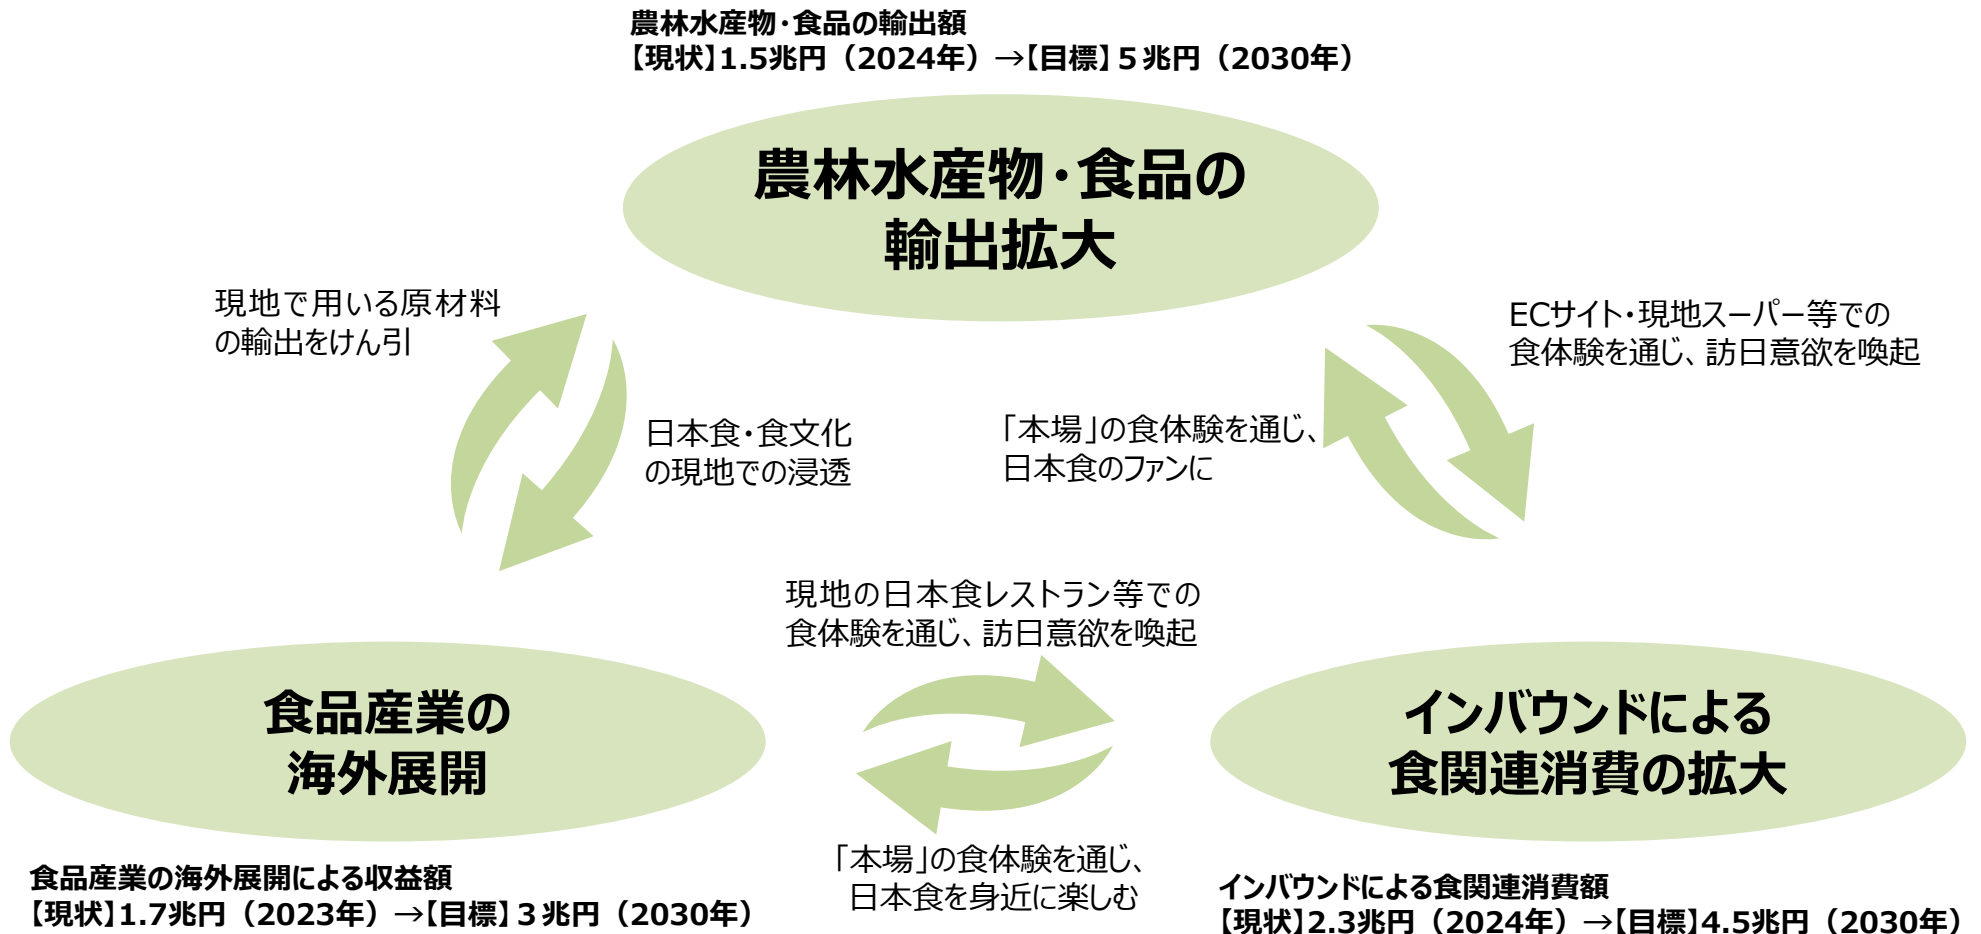 農林水産物・食品の輸出額
【現状】1.5兆円（2024年）→【目標】５兆円（2030年）
農林水産物・食品の
輸出拡大
現地で用いる原材料
の輸出をけん引
ECサイト・現地スーパー等での
食体験を通じ、訪日意欲を喚起
日本食・食文化
の現地での浸透
「本場」の食体験を通じ、
日本食のファンに
現地の日本食レストラン等での
食体験を通じ、訪日意欲を喚起
食品産業の
海外展開
インバウンドによる
食関連消費の拡大
「本場」の食体験を通じ、
日本食を身近に楽しむ
食品産業の海外展開による収益額
【現状】1.7兆円（2023年）→【目標】３兆円（2030年）
インバウンドによる食関連消費額
【現状】2.3兆円（2024年）→【目標】4.5兆円（2030年）